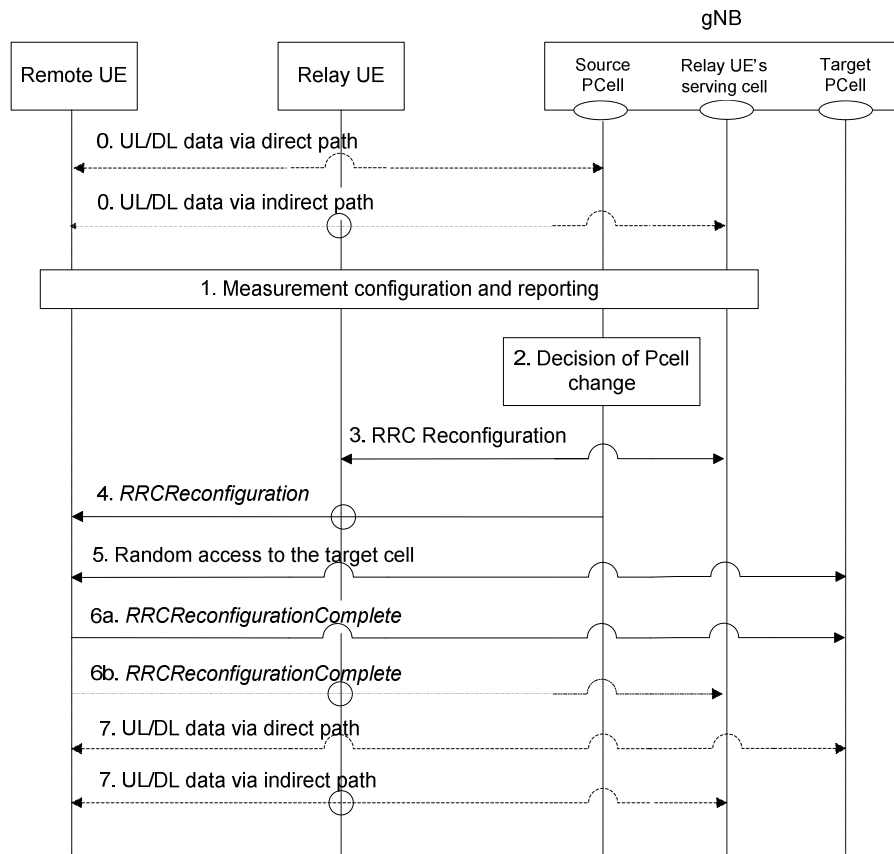 gNB
Remote UE
Relay UE
Source
PCell
Relay UE's
serving cell
Target
PCell
0. UL/DL data via direct path
0. UL/DL data via indirect path
1. Measurement configuration and reporting
2. Decision of Pcell
change
3. RRC Reconfiguration
4. RRCReconfiguration
5. Random access to the target cell
6a. RRCReconfigurationComplete
6b. RRCReconfigurationComplete
7. UL/DL data via direct path
7. UL/DL data via indirect path